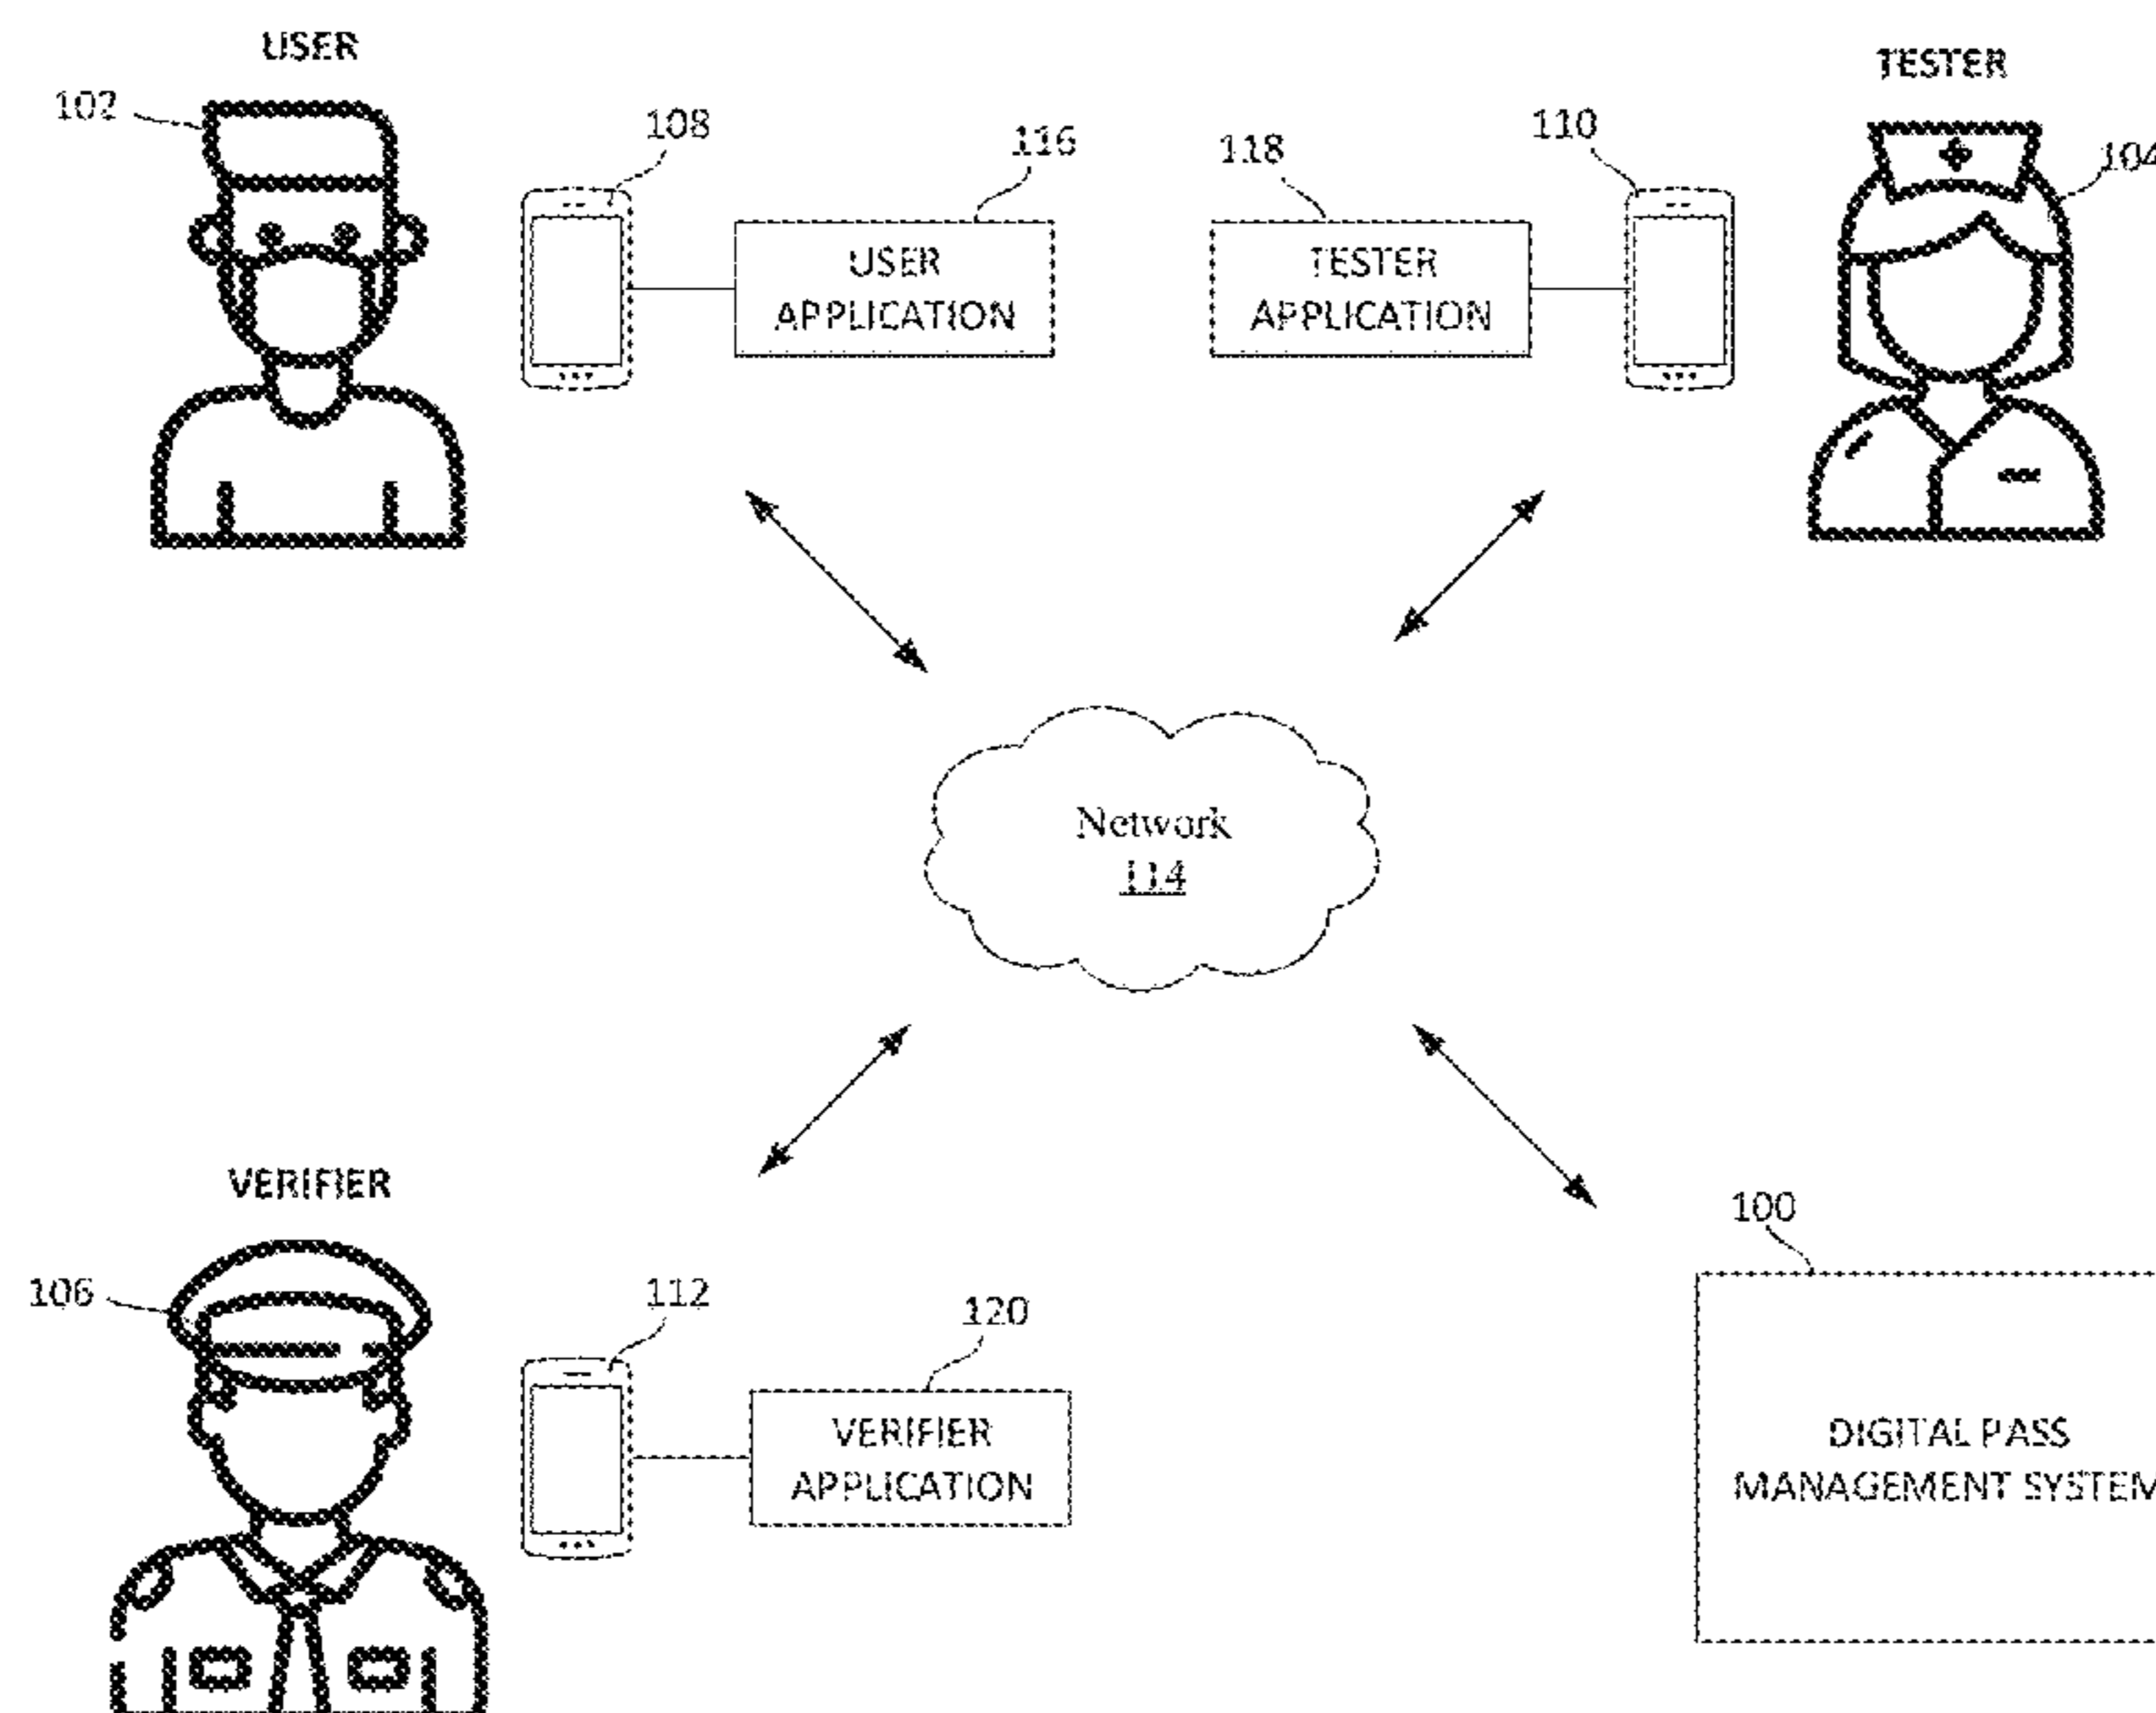 USER
TESTER
102
108
116
118
110
104
USER
APPLICATION
TESTER
APPLICATION
Network
114
VERIFIER
100
106
112
120
VERIFIER
APPLICATION
DIGITAL PASS
MANAGEMENT SYSTEM